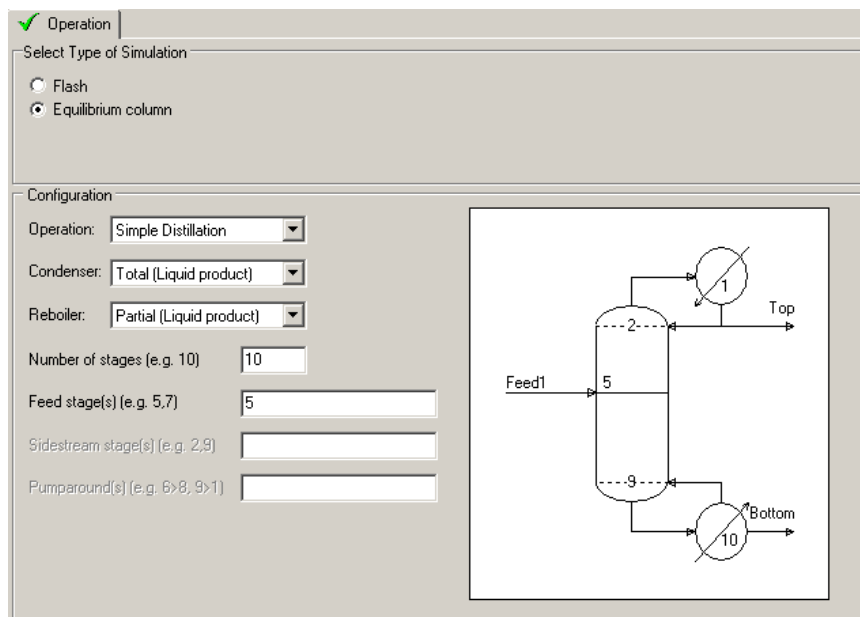 Operation
Select Type of Simulation
Flash
Equilibrium column
Configuration
Operation: Simple Distillation
Condenser: Total (Liquid product)
Reboiler: Partial (Liquid product)
Number of stages (e.g. 10) 10
Feed stage(s) (e.g. 5,7) 5
Sidestream stage(s) (e.g. 2,9)
Pumparound(s) (e.g. 6>8, 9>1)
1
Top
2
Feed1 5
9
Bottom
10